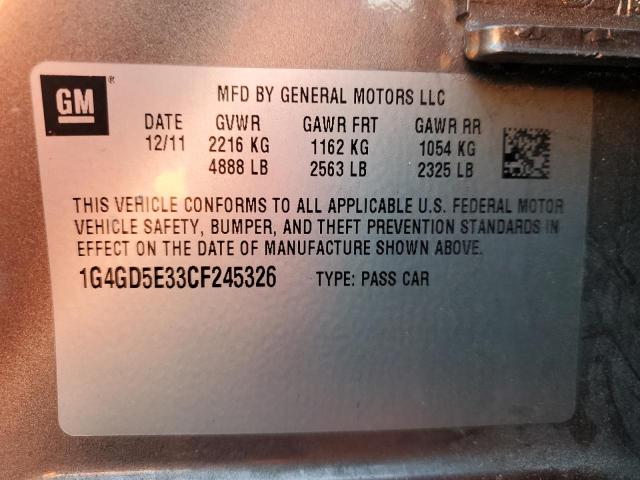 GM ®
MFD BY GENERAL MOTORS LLC
DATE GVWR GAWR FRT GAWR RR
12/11 2216 KG 1162 KG 1054 KG
4888 LB 2563 LB 2325 LB
THIS VEHICLE CONFORMS TO ALL APPLICABLE U.S. FEDERAL MOTOR
VEHICLE SAFETY, BUMPER, AND THEFT PREVENTION STANDARDS IN
EFFECT ON THE DATE OF MANUFACTURE SHOWN ABOVE.
1G4GD5E33CF245326 TYPE: PASS CAR